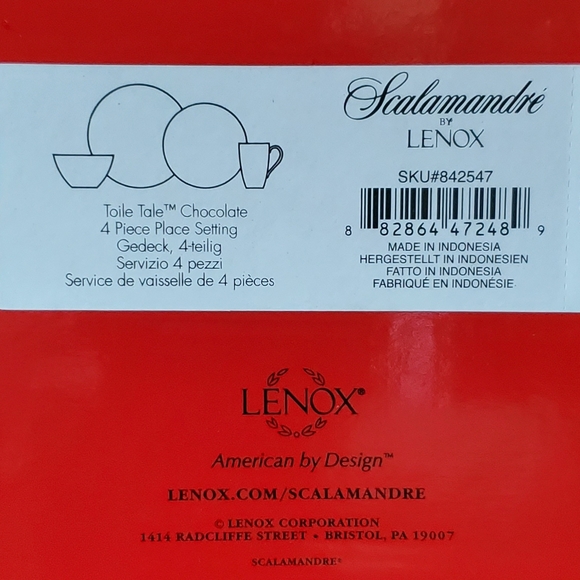 Toile Tale™ Chocolate
4 Piece Place Setting
Gedeck, 4-teilig
Servizio 4 pezzi
Service de vaisselle de 4 pièces
Scalamandré
BY
LENOX
SKU#842547
8 82864 47248 9
MADE IN INDONESIA
HERGESTELLT IN INDONESIEN
FATTO IN INDONESIA
FABRIQUÉ EN INDONÉSIE
LENOX®
American by Design™
LENOX.COM/SCALAMANDRE
© LENOX CORPORATION
1414 RADCLIFFE STREET • BRISTOL, PA 19007
SCALAMANDRE®